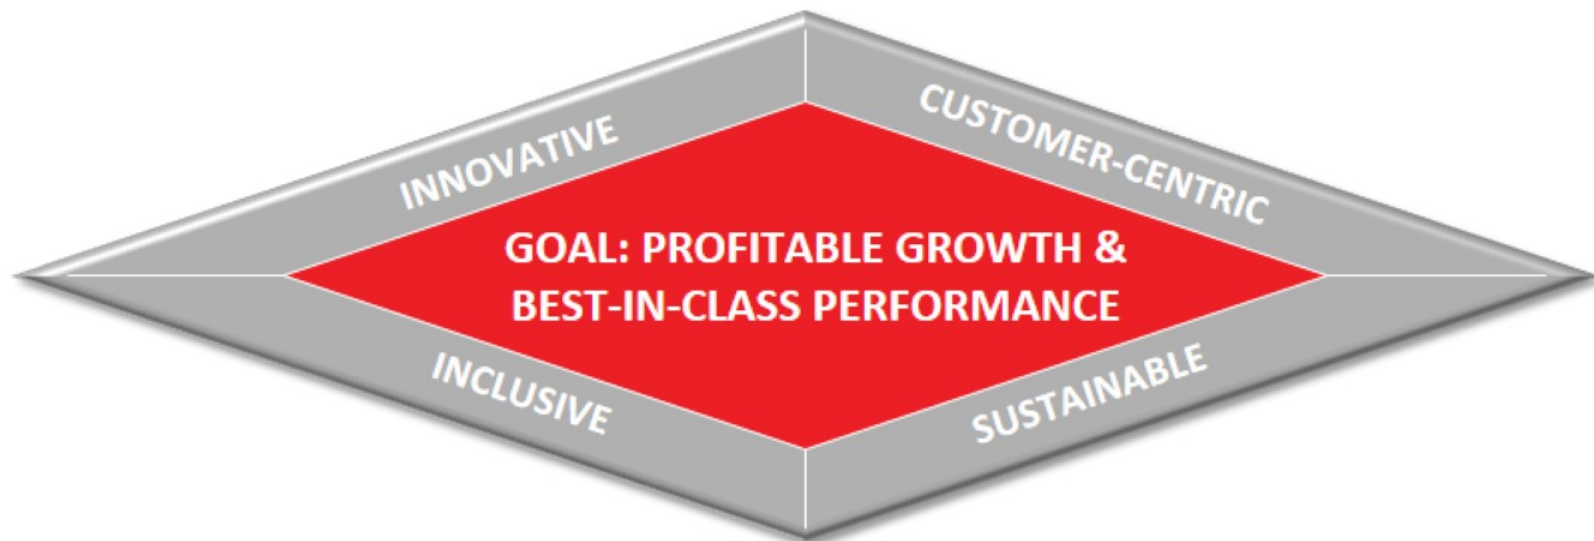 INNOVATIVE
CUSTOMER-CENTRIC
GOAL: PROFITABLE GROWTH &
BEST-IN-CLASS PERFORMANCE
INCLUSIVE
SUSTAINABLE